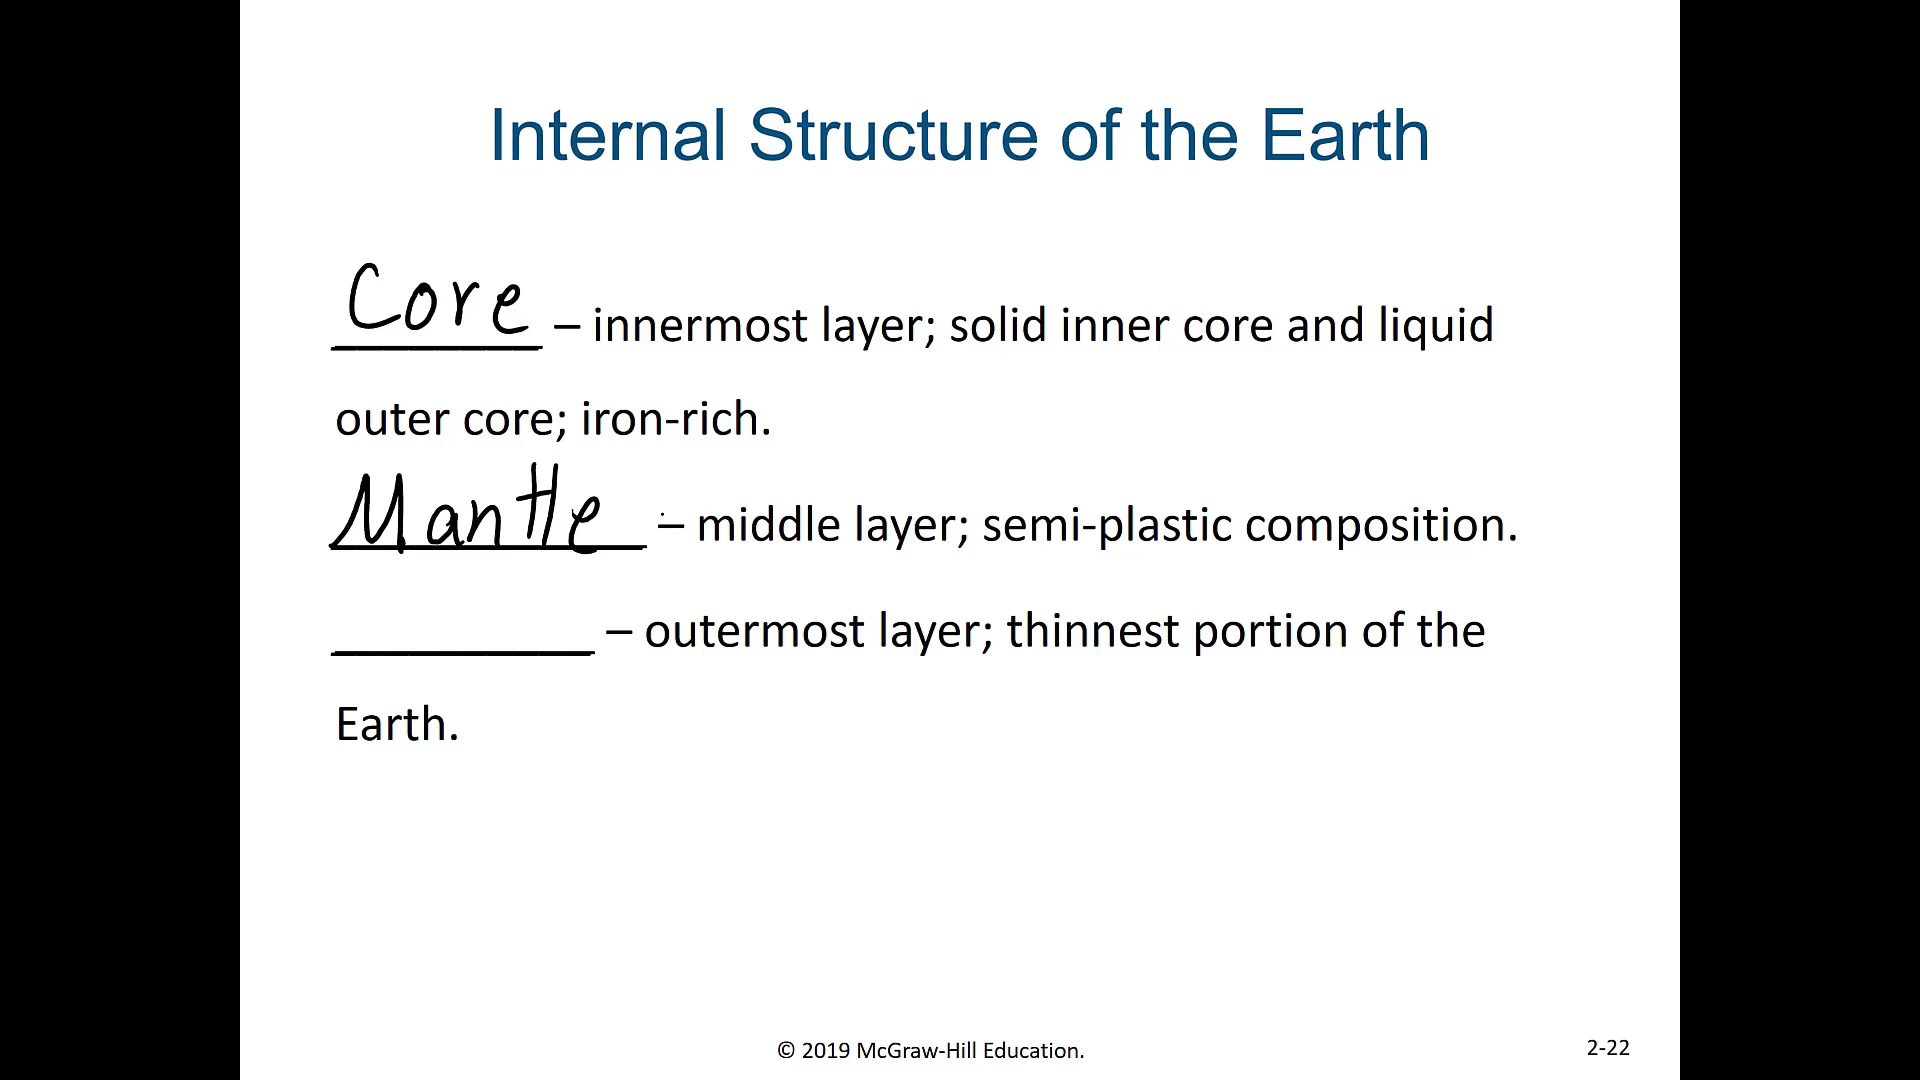 Internal Structure of the Earth
Core – innermost layer; solid inner core and liquid
outer core; iron-rich.
Mantle – middle layer; semi-plastic composition.
__________ – outermost layer; thinnest portion of the
Earth.
© 2019 McGraw-Hill Education.
2-22